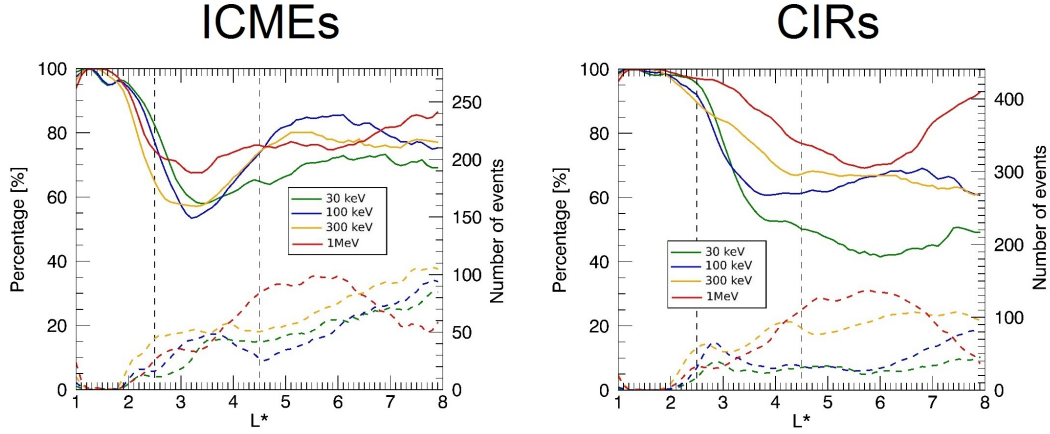 ICMEs
CIRs
100
80
60
40
20
0
Percentage [%]
250
200
150
100
50
0
Number of events
30 keV
100 keV
300 keV
1MeV
1 2 3 4 5 6 7 8
L*
100
80
60
40
20
0
Percentage [%]
400
300
200
100
0
Number of events
30 keV
100 keV
300 keV
1MeV
1 2 3 4 5 6 7 8
L*